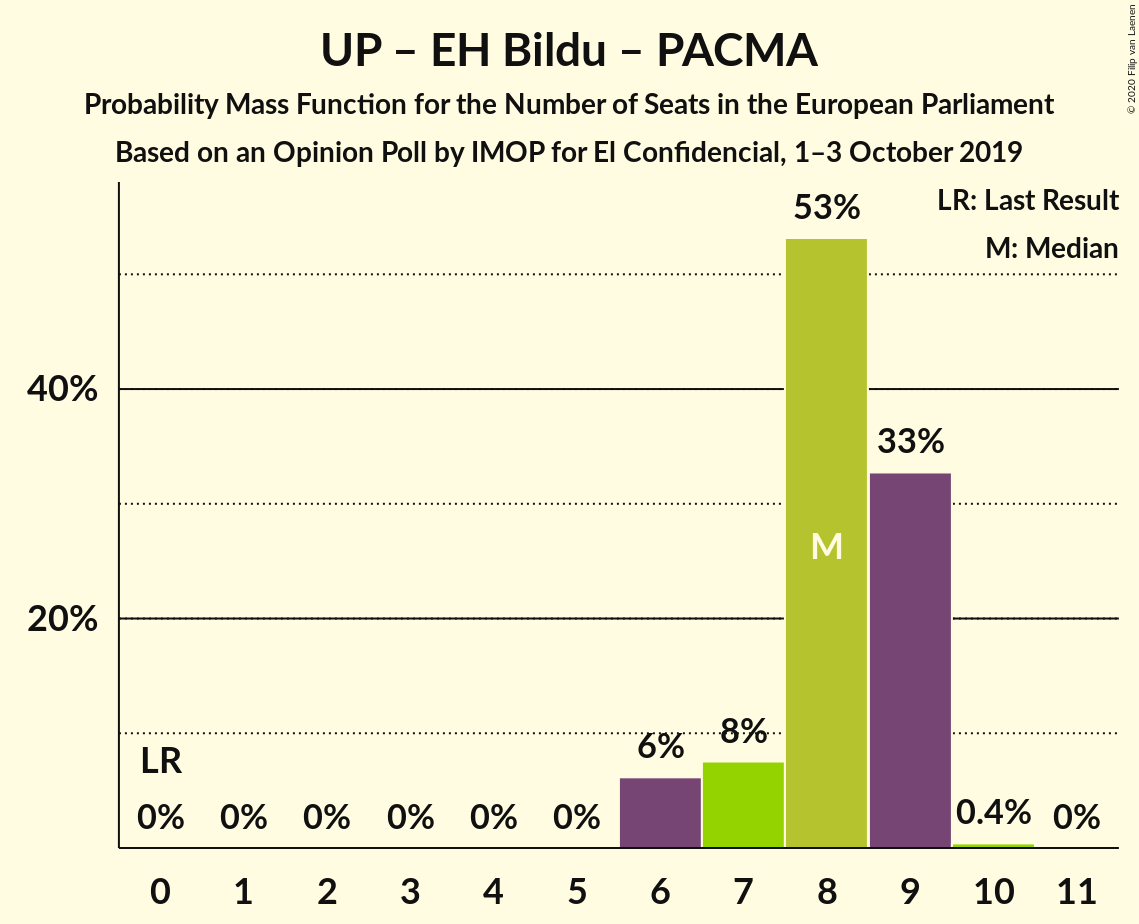 UP – EH Bildu – PACMA
Probability Mass Function for the Number of Seats in the European Parliament
Based on an Opinion Poll by IMOP for El Confidencial, 1–3 October 2019
© 2020 Filip van Laenen
LR: Last Result
M: Median
53%
40%
33%
M
20%
8%
6%
LR
0% 0% 0% 0% 0% 0% 0.4% 0%
0 1 2 3 4 5 6 7 8 9 10 11